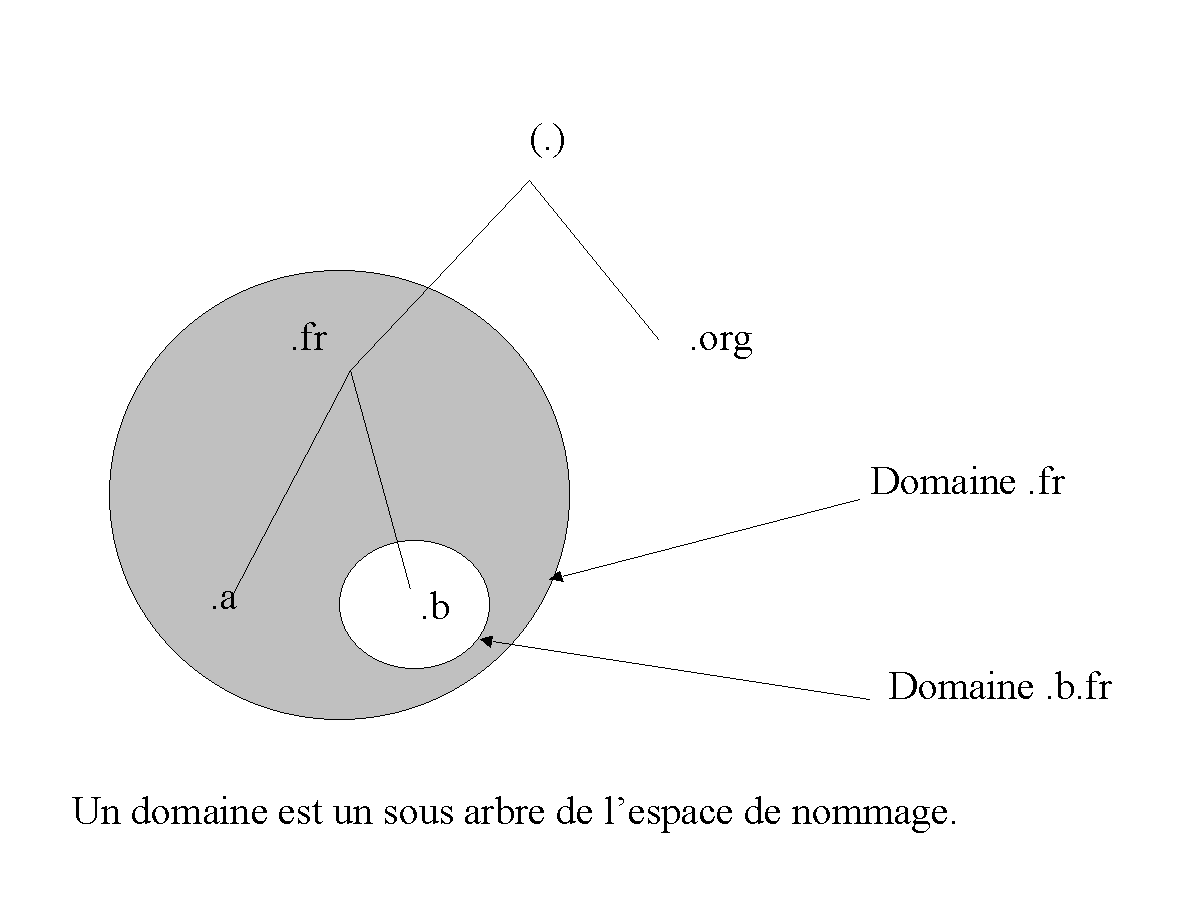 (.)
.fr
.org
Domaine .fr
.a
.b
Domaine .b.fr
Un domaine est un sous arbre de l’espace de nommage.